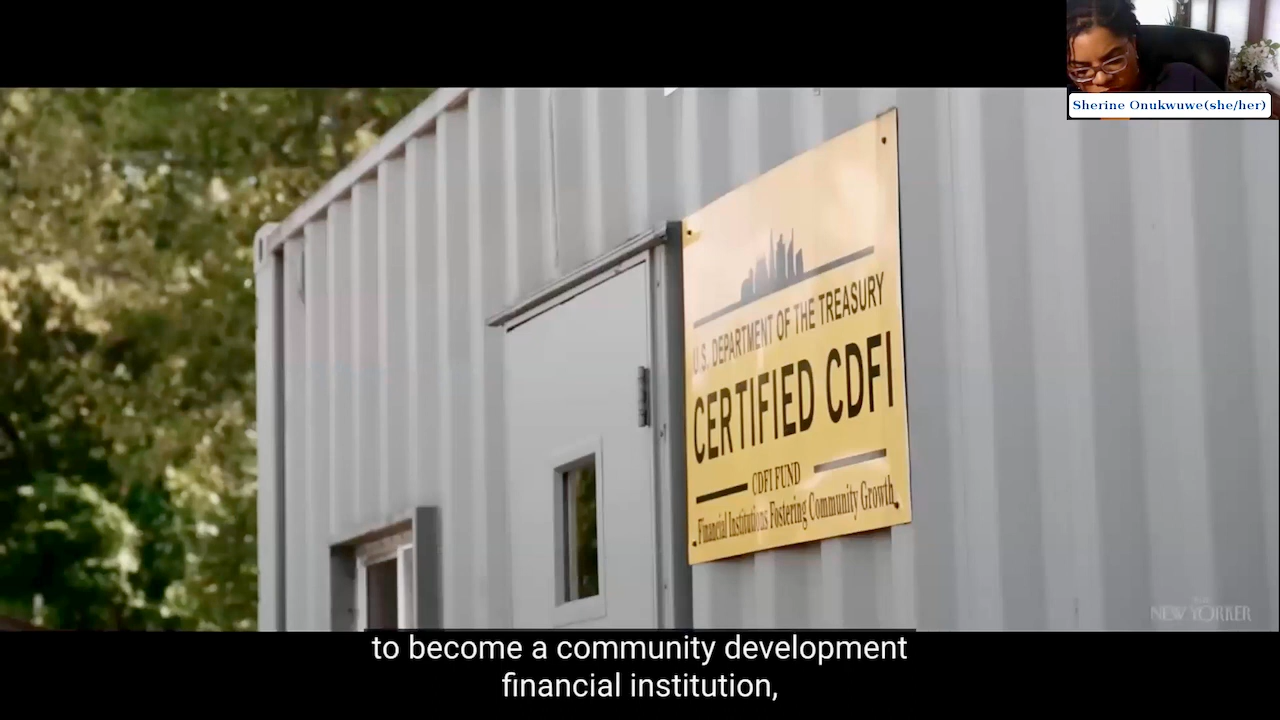 Sherine Onukwuwe(she/her)
U.S. DEPARTMENT OF THE TREASURY
CERTIFIED CDFI
CDFI FUND
Financial Institutions Fostering Community Growth
THE
NEW YORKER
to become a community development
financial institution,